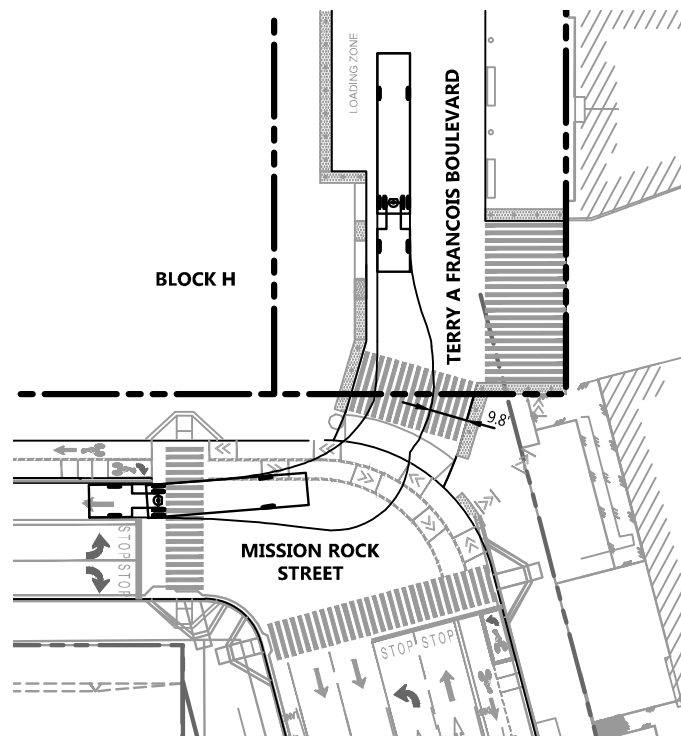 LOADING ZONE
TERRY A FRANCOIS BOULEVARD
BLOCK H
9.8'
MISSION ROCK
STREET
STOP
STOP
STOP
STOP